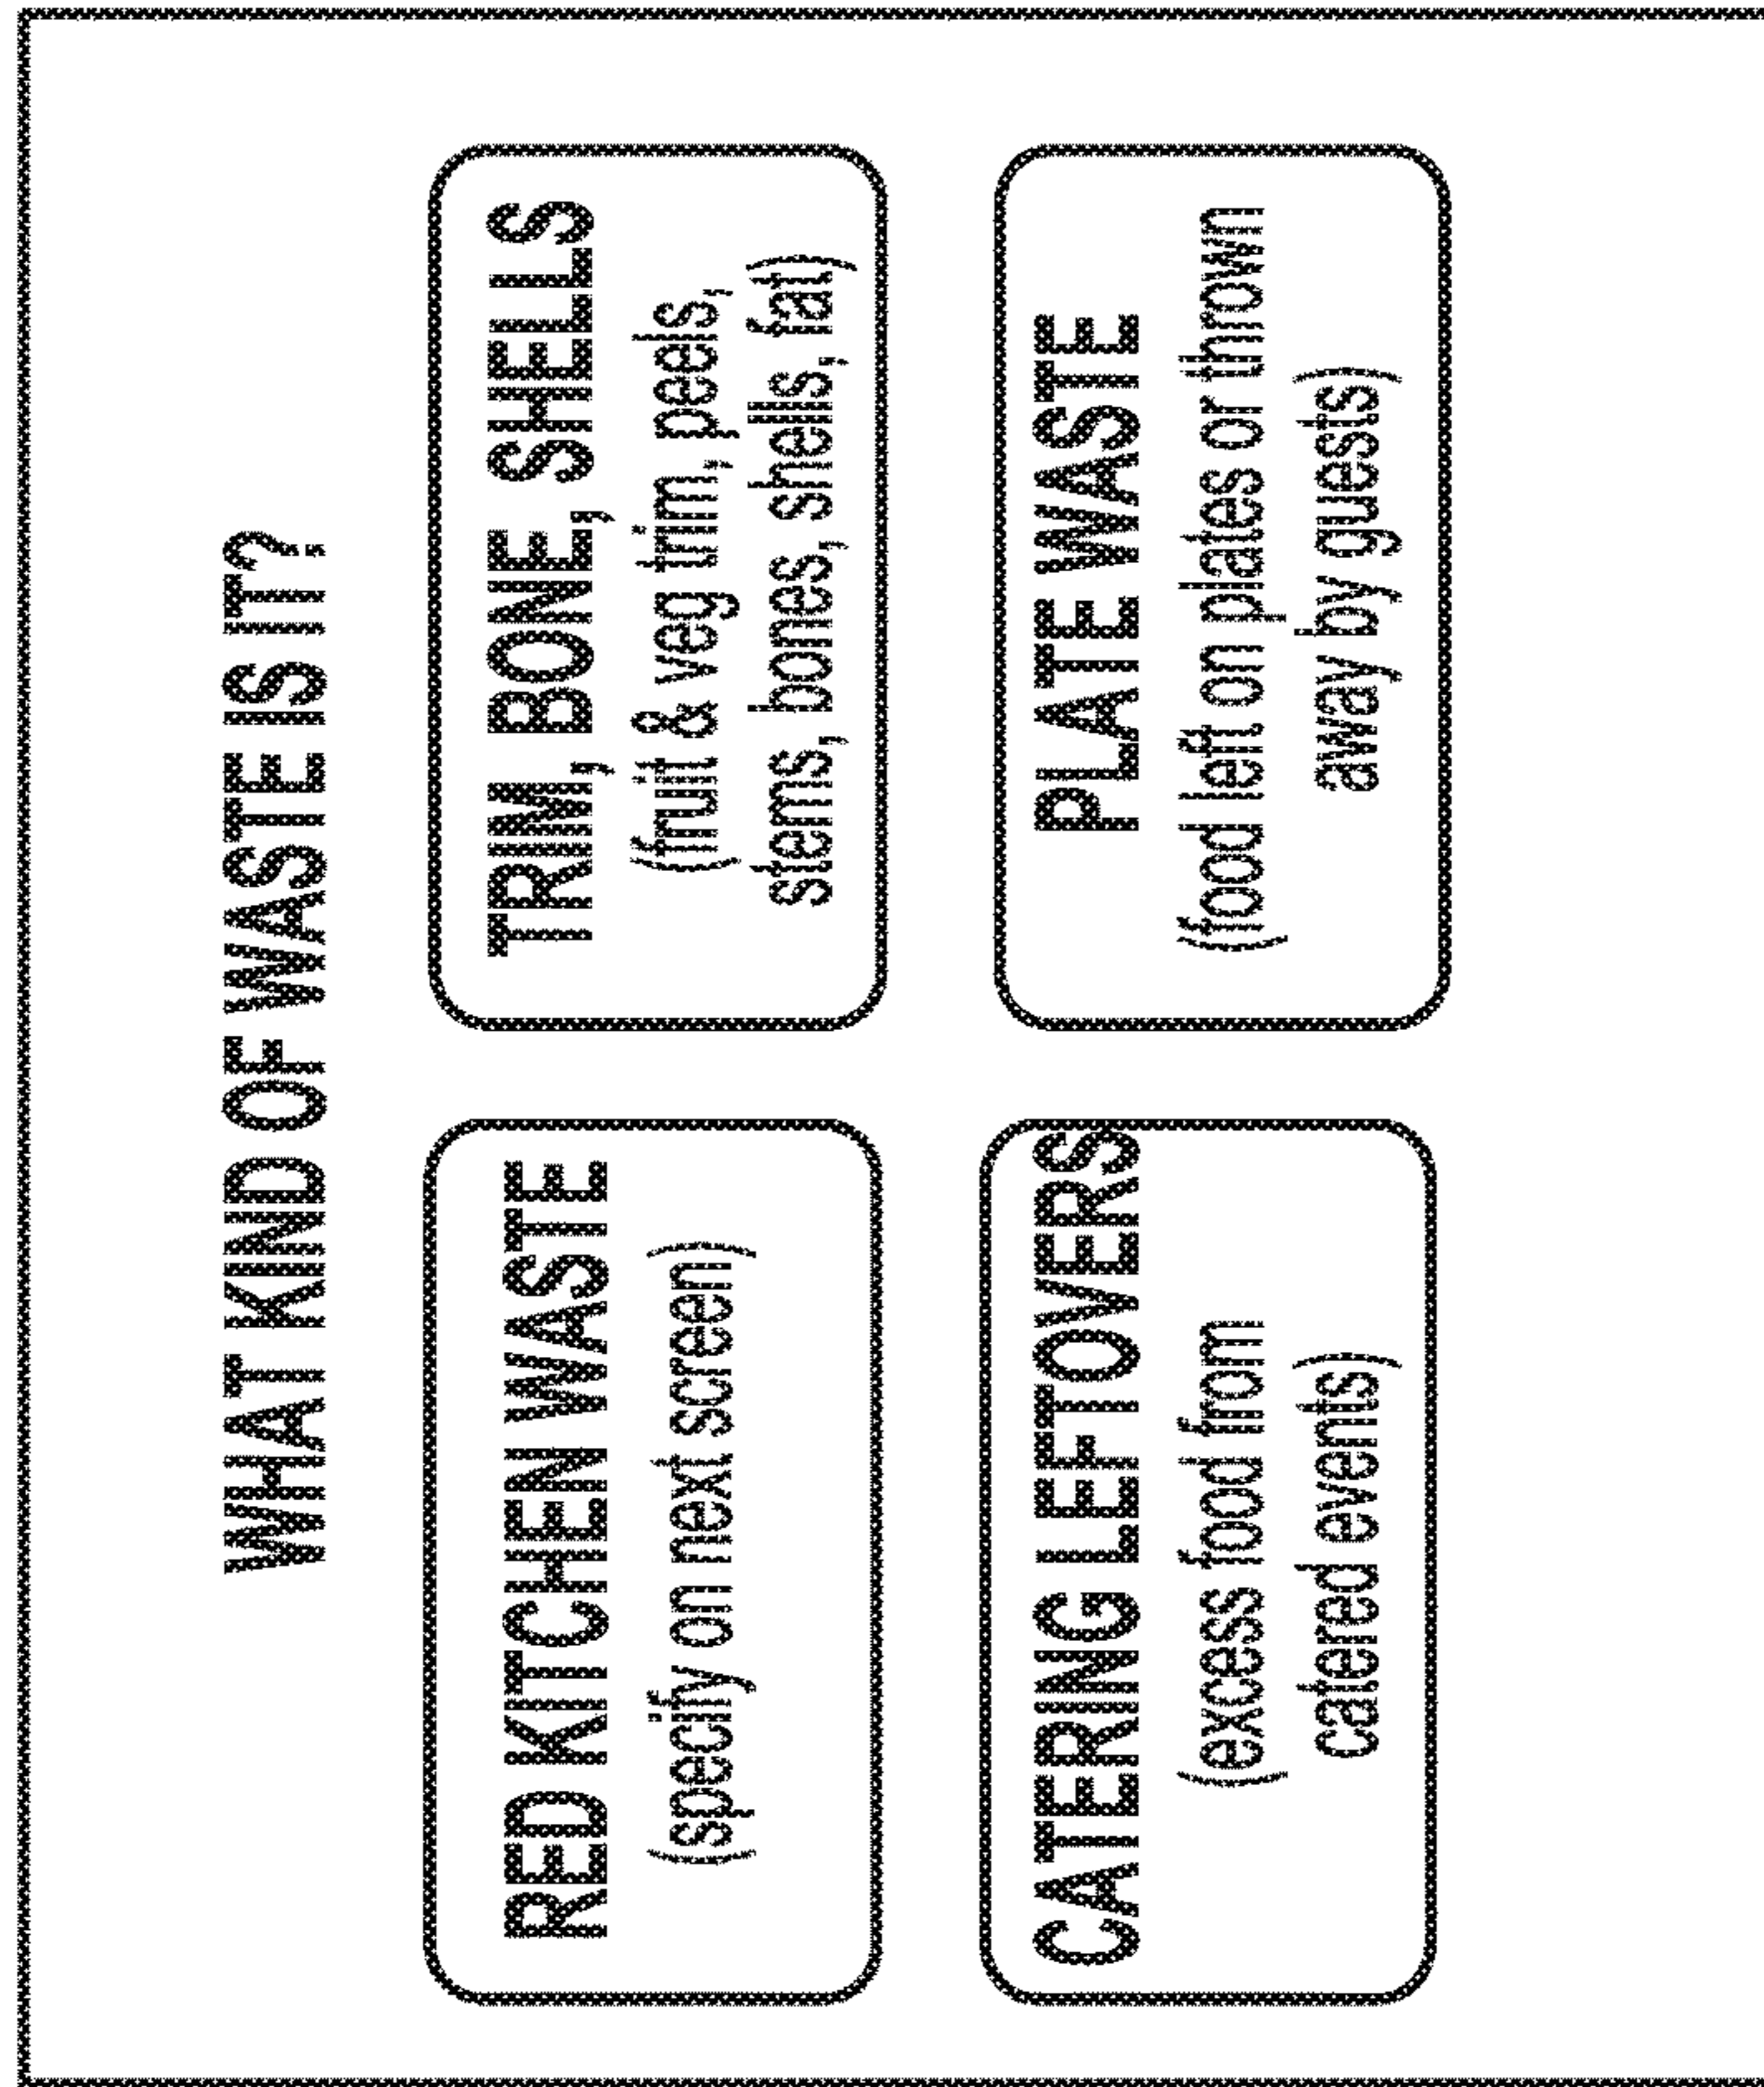 WHAT KIND OF WASTE IS IT?
RED KITCHEN WASTE
(specify on next screen)
TRIM, BONE, SHELLS
(fruit & veg trim, peels,
stems, bones, shells, fat)
CATERING LEFTOVERS
(excess food from
catered events)
PLATE WASTE
(food left on plates or thrown
away by guests)